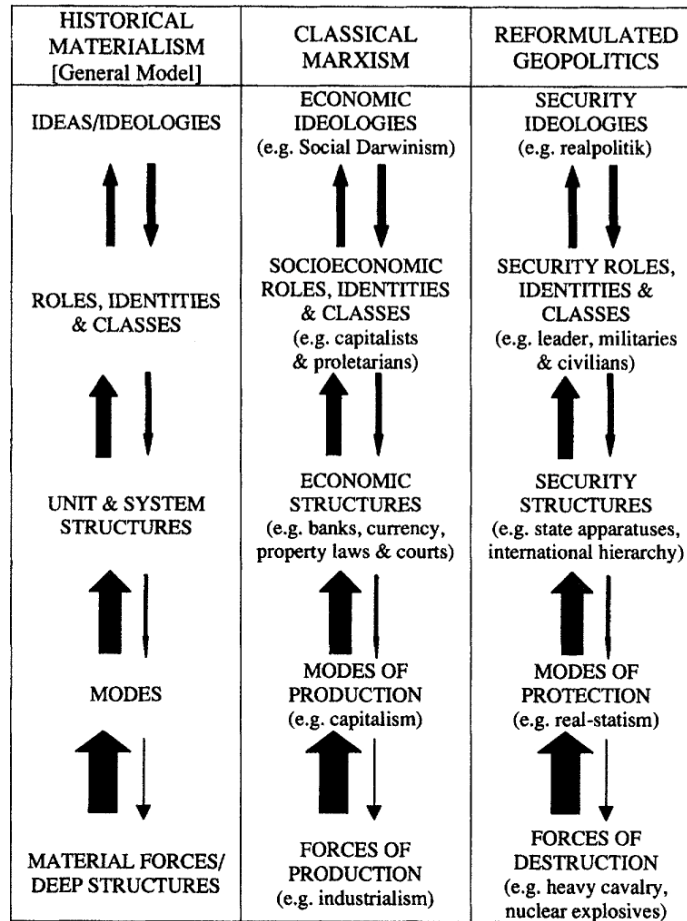 HISTORICAL
MATERIALISM
[General Model]
CLASSICAL
MARXISM
REFORMULATED
GEOPOLITICS
IDEAS/IDEOLOGIES
ECONOMIC
IDEOLOGIES
(e.g. Social Darwinism)
SECURITY
IDEOLOGIES
(e.g. realpolitik)
ROLES, IDENTITIES
& CLASSES
SOCIOECONOMIC
ROLES, IDENTITIES
& CLASSES
(e.g. capitalists
& proletarians)
SECURITY ROLES,
IDENTITIES &
CLASSES
(e.g. leader, militaries
& civilians)
UNIT & SYSTEM
STRUCTURES
ECONOMIC
STRUCTURES
(e.g. banks, currency,
property laws & courts)
SECURITY
STRUCTURES
(e.g. state apparatuses,
international hierarchy)
MODES
MODES OF
PRODUCTION
(e.g. capitalism)
MODES OF
PROTECTION
(e.g. real-statism)
MATERIAL FORCES/
DEEP STRUCTURES
FORCES OF
PRODUCTION
(e.g. industrialism)
FORCES OF
DESTRUCTION
(e.g. heavy cavalry,
nuclear explosives)